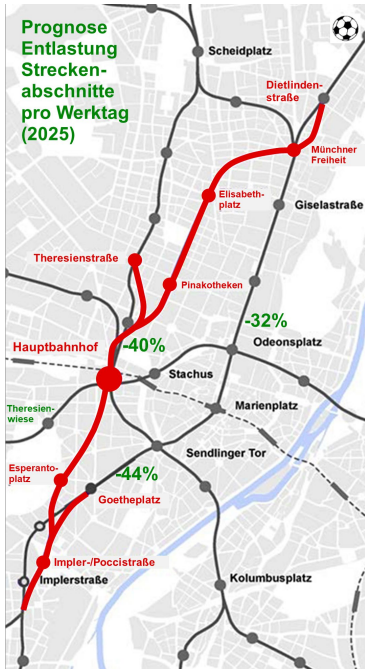 Prognose
Entlastung
Strecken-
abschnitte
pro Werktag
(2025)
Scheidplatz
Dietlinden-
straße
Münchner
Freiheit
Elisabeth-
platz
Giselastraße
Theresienstraße
Pinakotheken
-32%
Hauptbahnhof
-40%
Odeonsplatz
Stachus
Theresien-
wiese
Marienplatz
Sendlinger Tor
Esperanto-
platz
-44%
Goetheplatz
Impler-/Poccistraße
Implerstraße
Kolumbusplatz